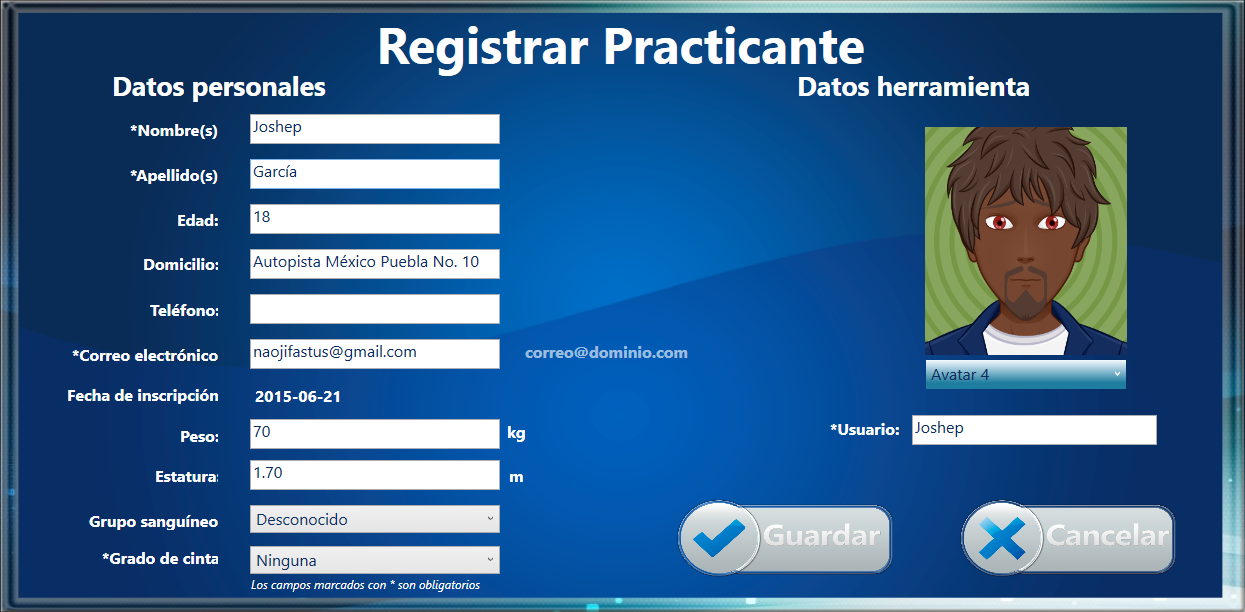 Registrar Practicante
Datos personales
Datos herramienta
*Nombre(s) Joshep
*Apellido(s) García
Edad: 18
Domicilio: Autopista México Puebla No. 10
Teléfono:
*Correo electrónico naojifastus@gmail.com correo@dominio.com
Fecha de inscripción 2015-06-21
Peso: 70 kg
Estatura: 1.70 m
Grupo sanguíneo Desconocido
*Grado de cinta Ninguna
Los campos marcados con * son obligatorios
Avatar 4
*Usuario: Joshep
Guardar
Cancelar